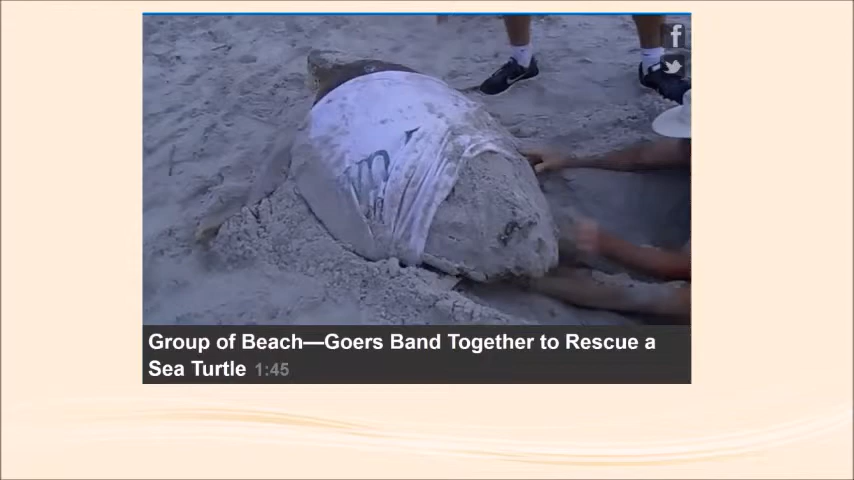 Group of Beach—Goers Band Together to Rescue a
Sea Turtle 1:45